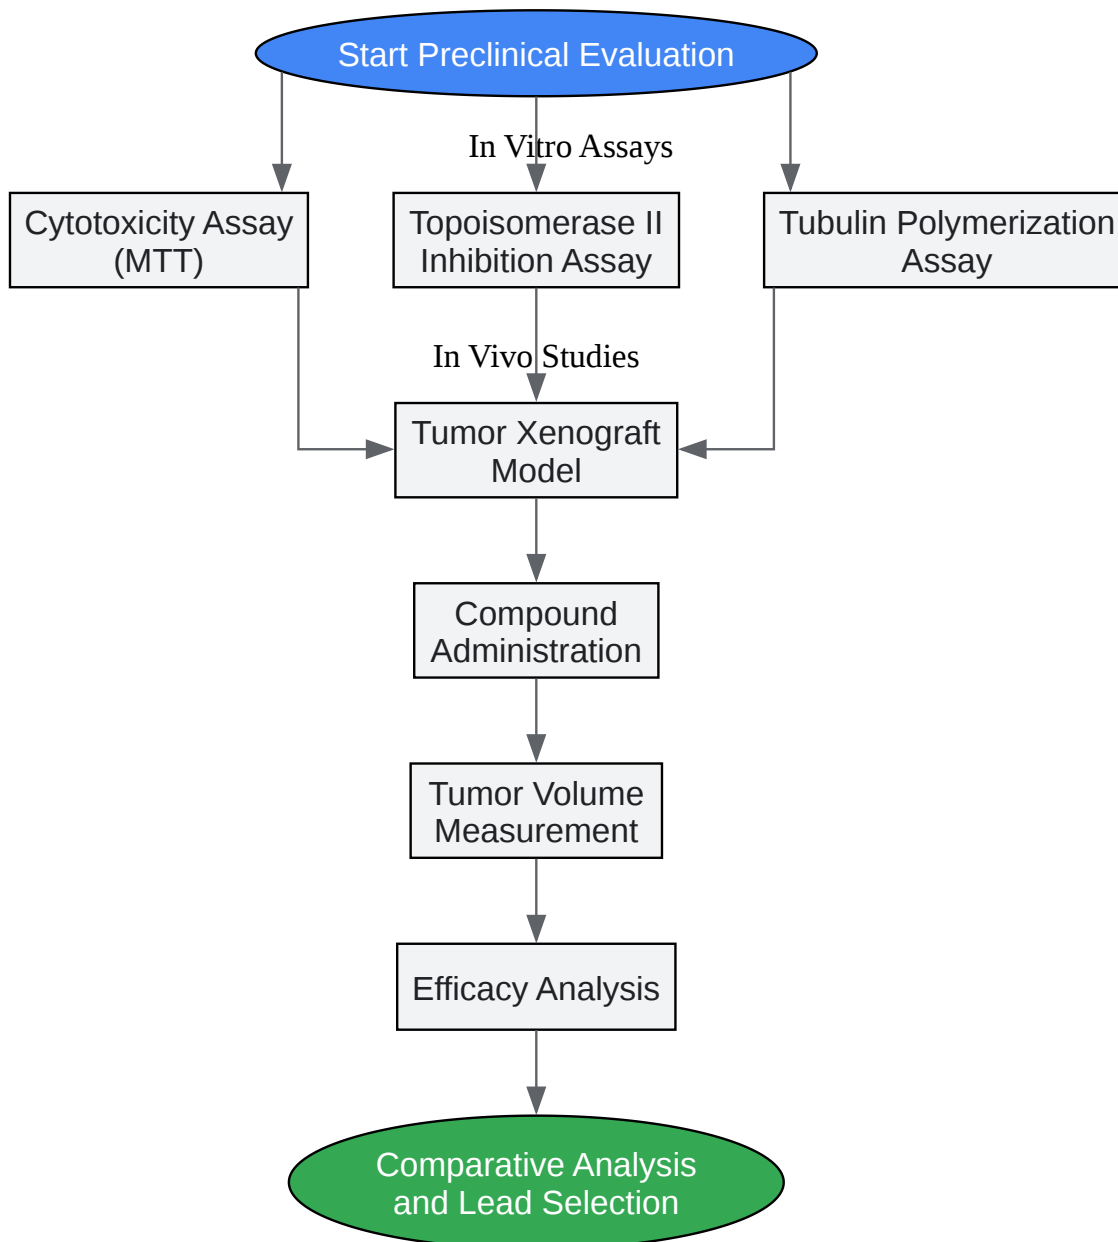 Start Preclinical Evaluation
In Vitro Assays
Cytotoxicity Assay
(MTT)
Topoisomerase II
Inhibition Assay
Tubulin Polymerization
Assay
In Vivo Studies
Tumor Xenograft
Model
Compound
Administration
Tumor Volume
Measurement
Efficacy Analysis
Comparative Analysis
and Lead Selection